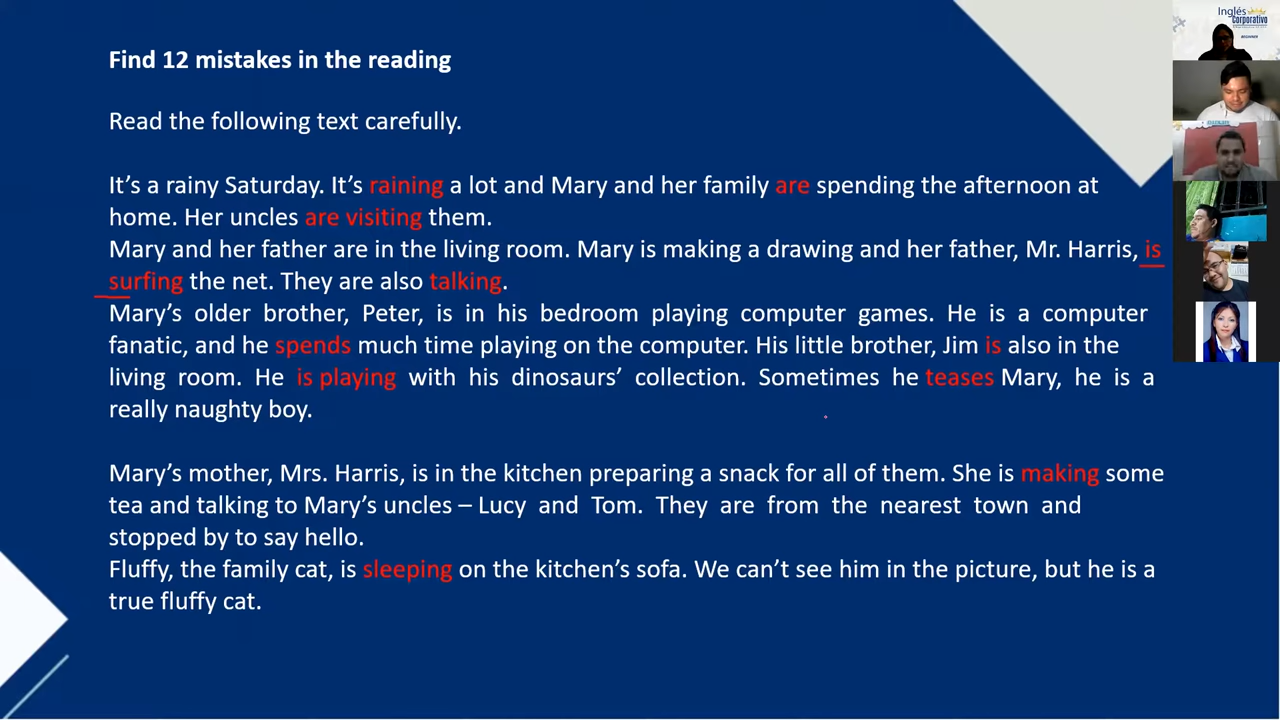 Find 12 mistakes in the reading
Read the following text carefully.
It’s a rainy Saturday. It’s raining a lot and Mary and her family are spending the afternoon at
home. Her uncles are visiting them.
Mary and her father are in the living room. Mary is making a drawing and her father, Mr. Harris, is
surfing the net. They are also talking.
Mary’s older brother, Peter, is in his bedroom playing computer games. He is a computer
fanatic, and he spends much time playing on the computer. His little brother, Jim is also in the
living room. He is playing with his dinosaurs’ collection. Sometimes he teases Mary, he is a
really naughty boy.
Mary’s mother, Mrs. Harris, is in the kitchen preparing a snack for all of them. She is making some
tea and talking to Mary’s uncles – Lucy and Tom. They are from the nearest town and
stopped by to say hello.
Fluffy, the family cat, is sleeping on the kitchen’s sofa. We can’t see him in the picture, but he is a
true fluffy cat.
Inglés
Corporativo